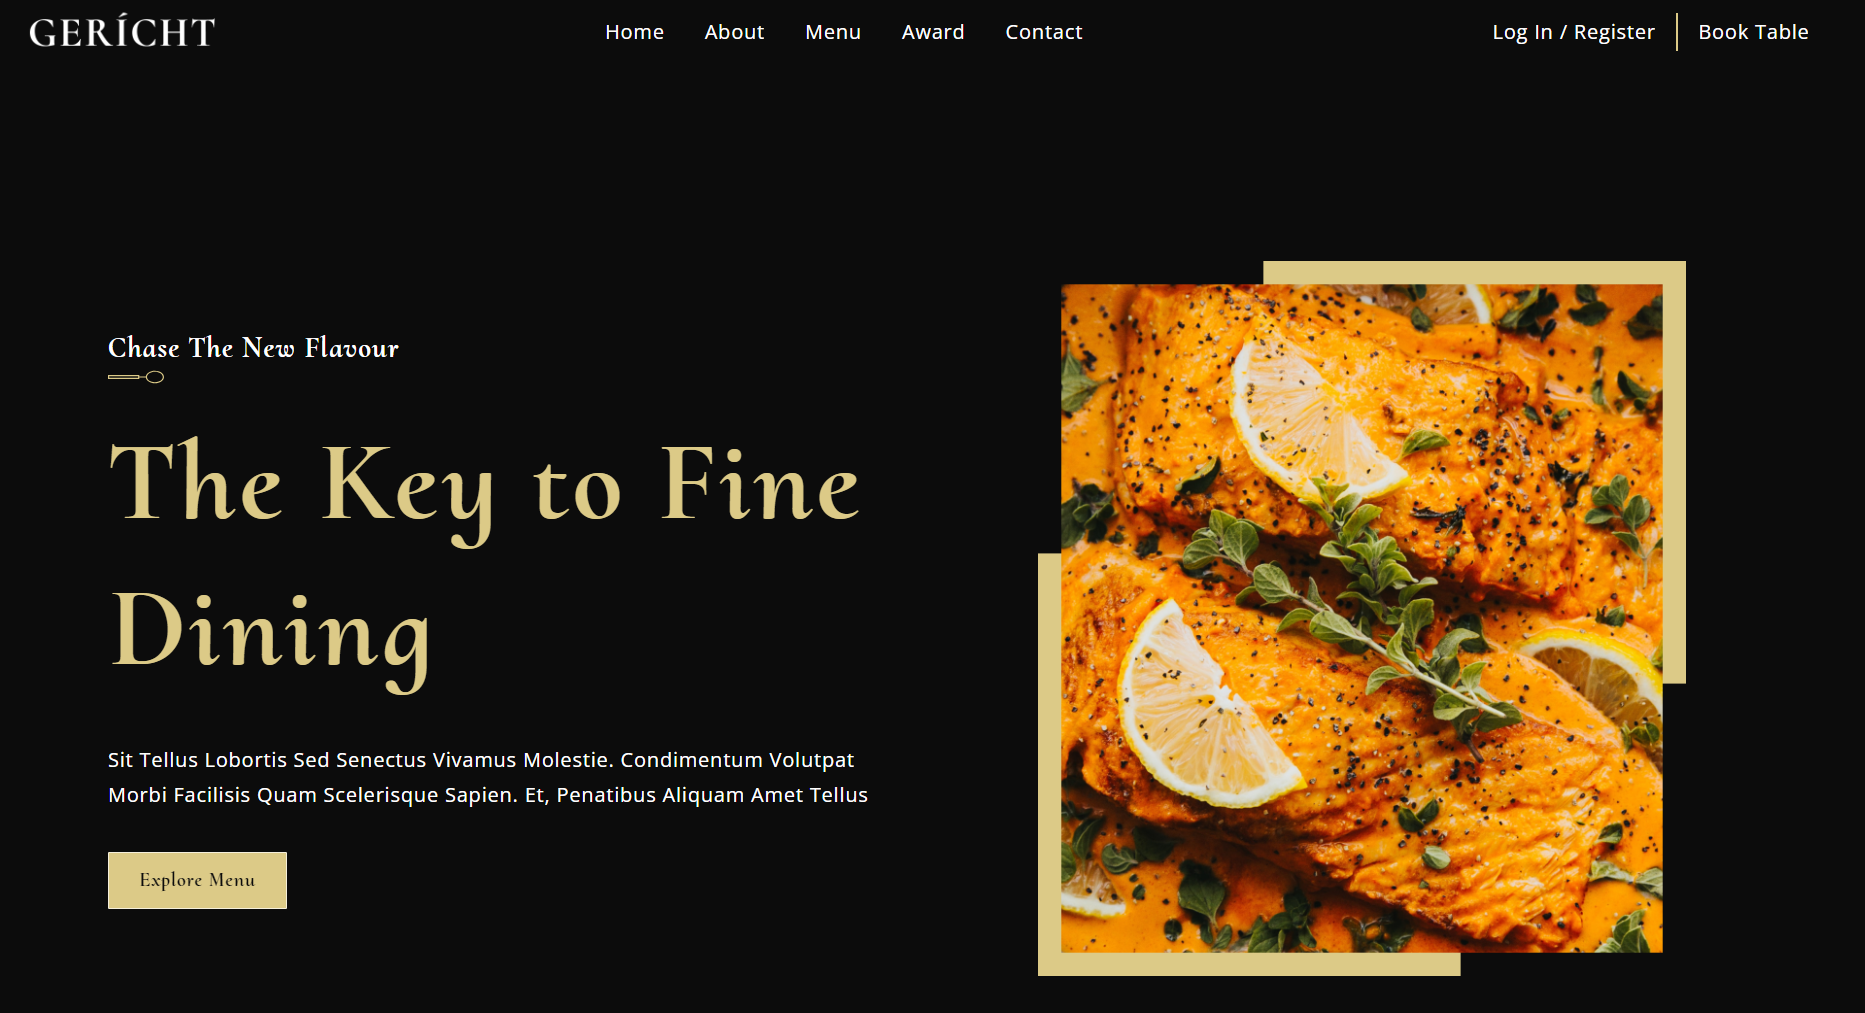 GERÍCHT
Home About Menu Award Contact
Log In / Register Book Table
Chase The New Flavour
The Key to Fine
Dining
Sit Tellus Lobortis Sed Senectus Vivamus Molestie. Condimentum Volutpat
Morbi Facilisis Quam Scelerisque Sapien. Et, Penatibus Aliquam Amet Tellus
Explore Menu